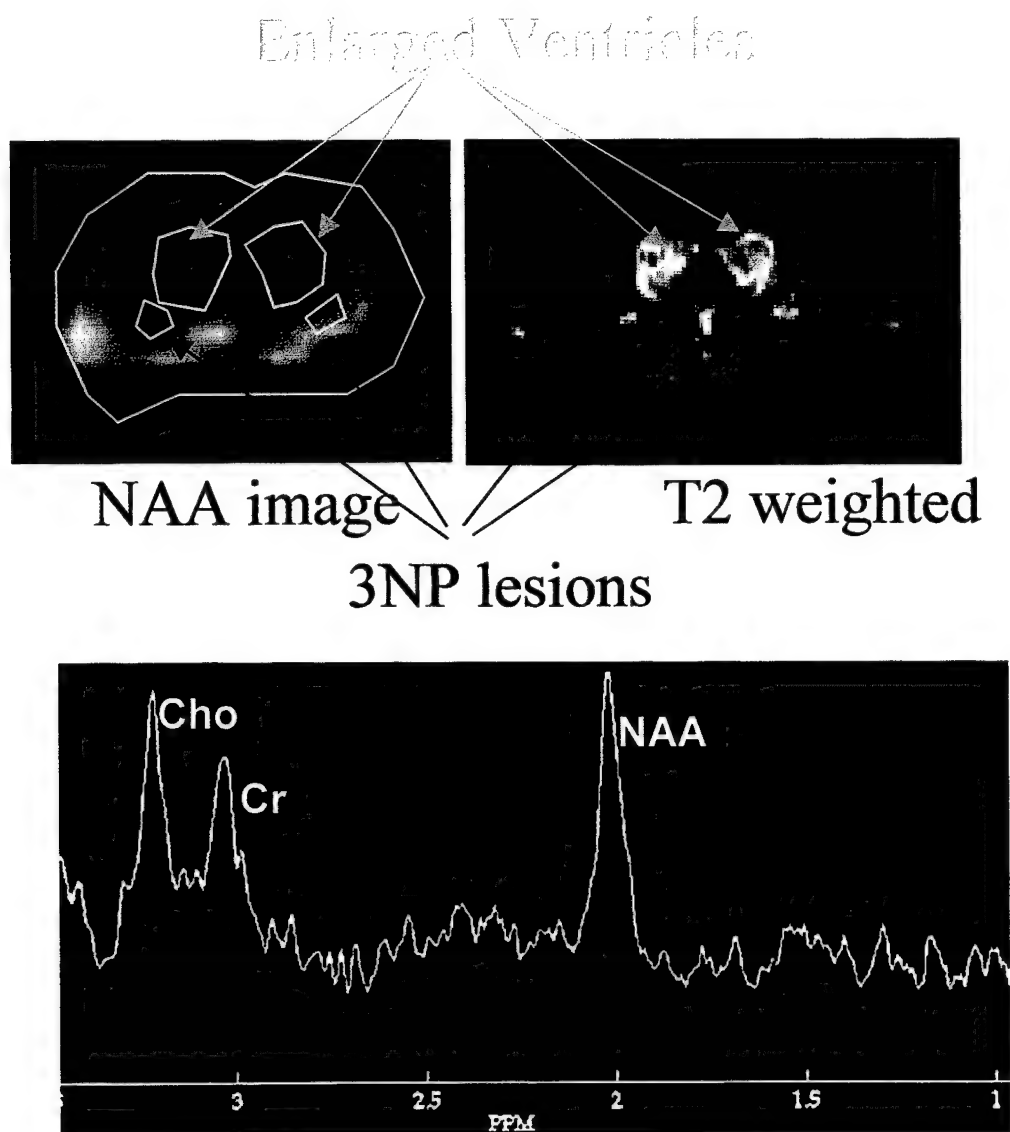 Enlarged Ventricles
NAA image
T2 weighted
3NP lesions
Cho
Cr
NAA
3 2.5 2 1.5 1
PPM